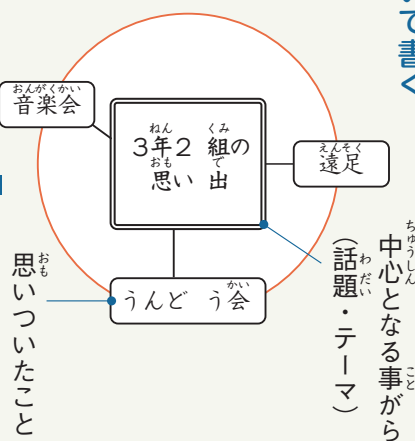 いて書く
音楽会
3年2組の
思い出
遠足
うんどう会
中心となる事がら
（話題・テーマ）
思いついたこと